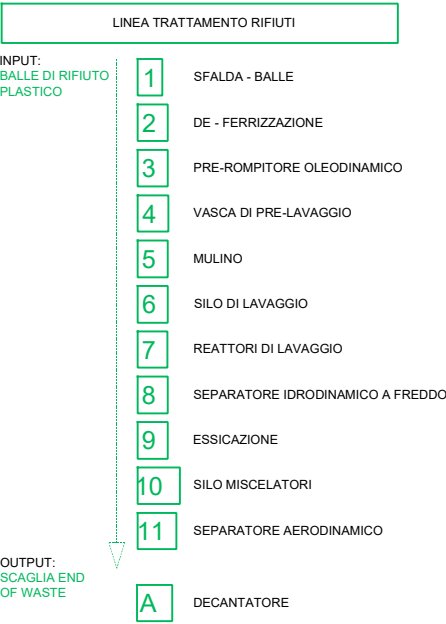 LINEA TRATTAMENTO RIFIUTI
INPUT:
BALLE DI RIFIUTO
PLASTICO
1 SFALDA - BALLE
2 DE - FERRIZZAZIONE
3 PRE-ROMPITORE OLEODINAMICO
4 VASCA DI PRE-LAVAGGIO
5 MULINO
6 SILO DI LAVAGGIO
7 REATTORI DI LAVAGGIO
8 SEPARATORE IDRODINAMICO A FREDDO
9 ESSICAZIONE
10 SILO MISCELATORI
11 SEPARATORE AERODINAMICO
OUTPUT:
SCAGLIA END
OF WASTE
A DECANTATORE